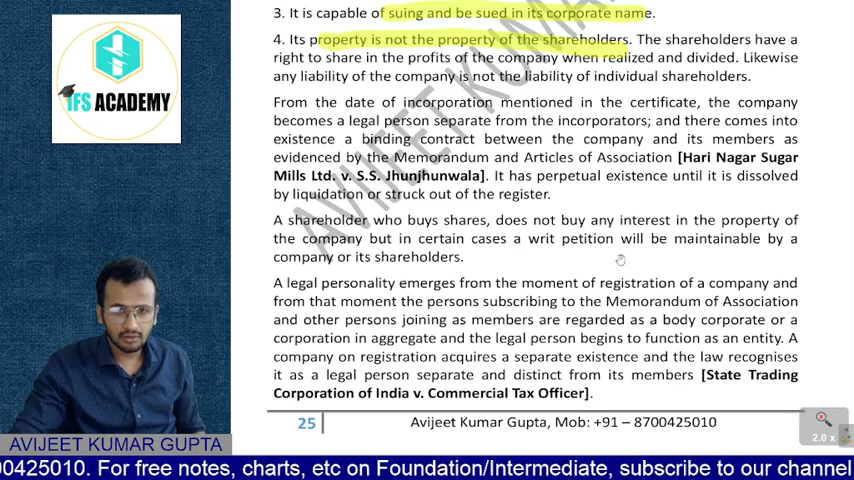 3. It is capable of suing and be sued in its corporate name.
4. Its property is not the property of the shareholders. The shareholders have a
right to share in the profits of the company when realized and divided. Likewise
any liability of the company is not the liability of individual shareholders.
From the date of incorporation mentioned in the certificate, the company
becomes a legal person separate from the incorporators; and there comes into
existence a binding contract between the company and its members as
evidenced by the Memorandum and Articles of Association [Hari Nagar Sugar
Mills Ltd. v. S.S. Jhunjhunwala]. It has perpetual existence until it is dissolved
by liquidation or struck out of the register.
A shareholder who buys shares, does not buy any interest in the property of
the company but in certain cases a writ petition will be maintainable by a
company or its shareholders.
A legal personality emerges from the moment of registration of a company and
from that moment the persons subscribing to the Memorandum of Association
and other persons joining as members are regarded as a body corporate or a
corporation in aggregate and the legal person begins to function as an entity. A
company on registration acquires a separate existence and the law recognises
it as a legal person separate and distinct from its members [State Trading
Corporation of India v. Commercial Tax Officer].
25
Avijeet Kumar Gupta, Mob: +91 – 8700425010
AVIJEET KUMAR
IFS ACADEMY
AVIJEET KUMAR GUPTA
2.0 x
00425010. For free notes, charts, etc on Foundation/Intermediate, subscribe to our channel